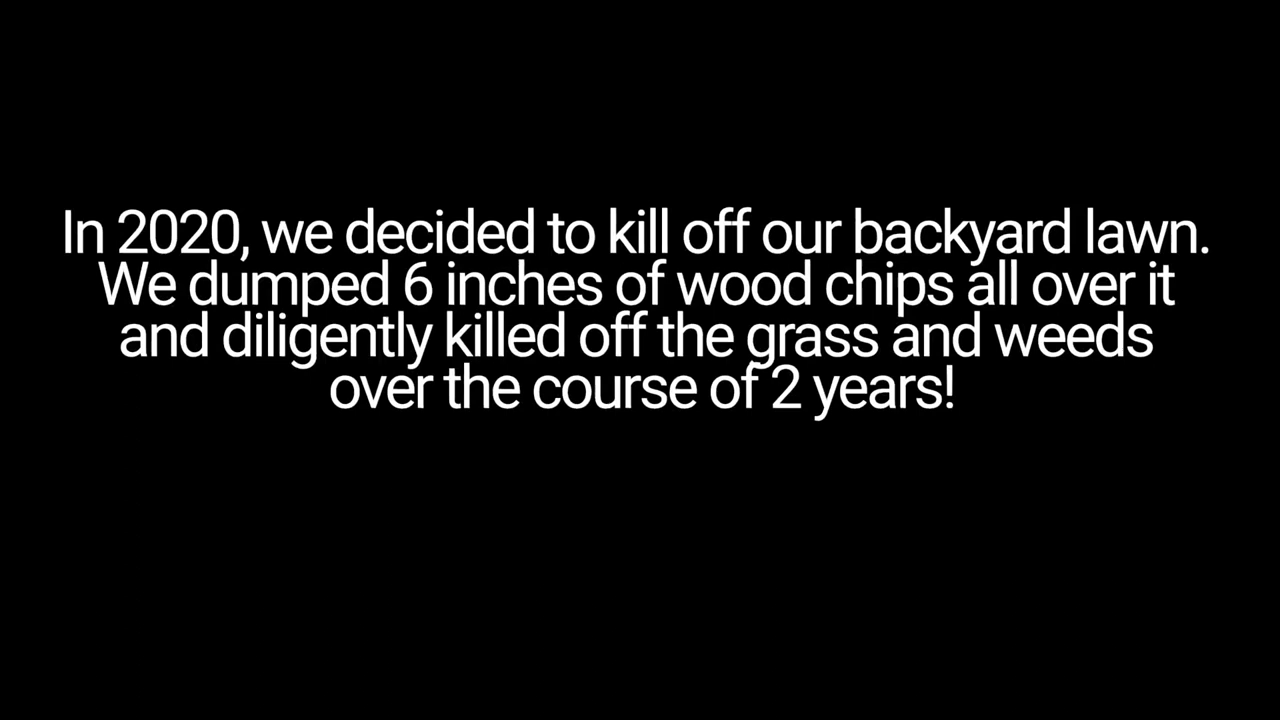 In 2020, we decided to kill off our backyard lawn.
We dumped 6 inches of wood chips all over it
and diligently killed off the grass and weeds
over the course of 2 years!